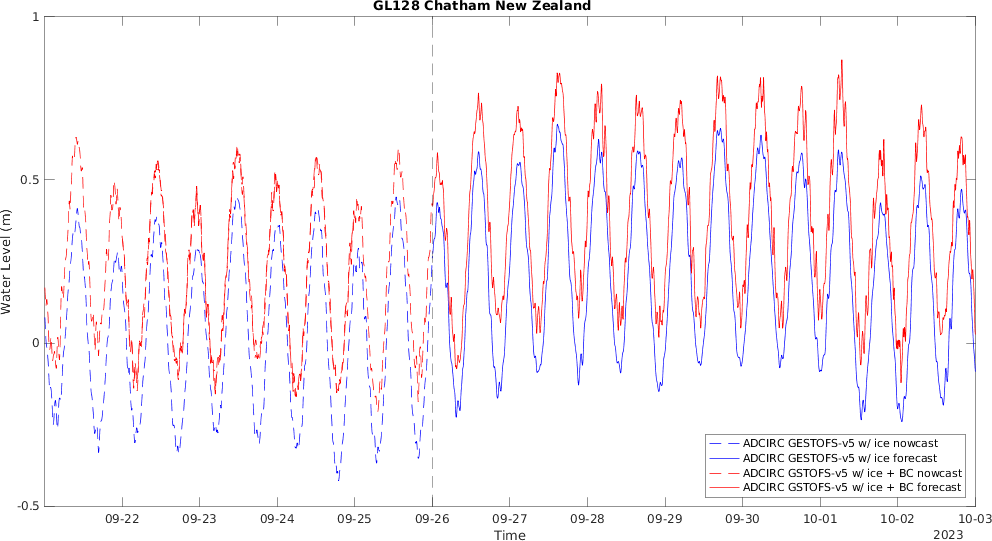 GL128 Chatham New Zealand
1
0.5
0
-0.5
Water Level (m)
ADCIRC GESTOFS-v5 w/ ice nowcast
ADCIRC GESTOFS-v5 w/ ice forecast
ADCIRC GSTOFS-v5 w/ ice + BC nowcast
ADCIRC GSTOFS-v5 w/ ice + BC forecast
09-22 09-23 09-24 09-25 09-26 09-27 09-28 09-29 09-30 10-01 10-02 10-03
Time
2023